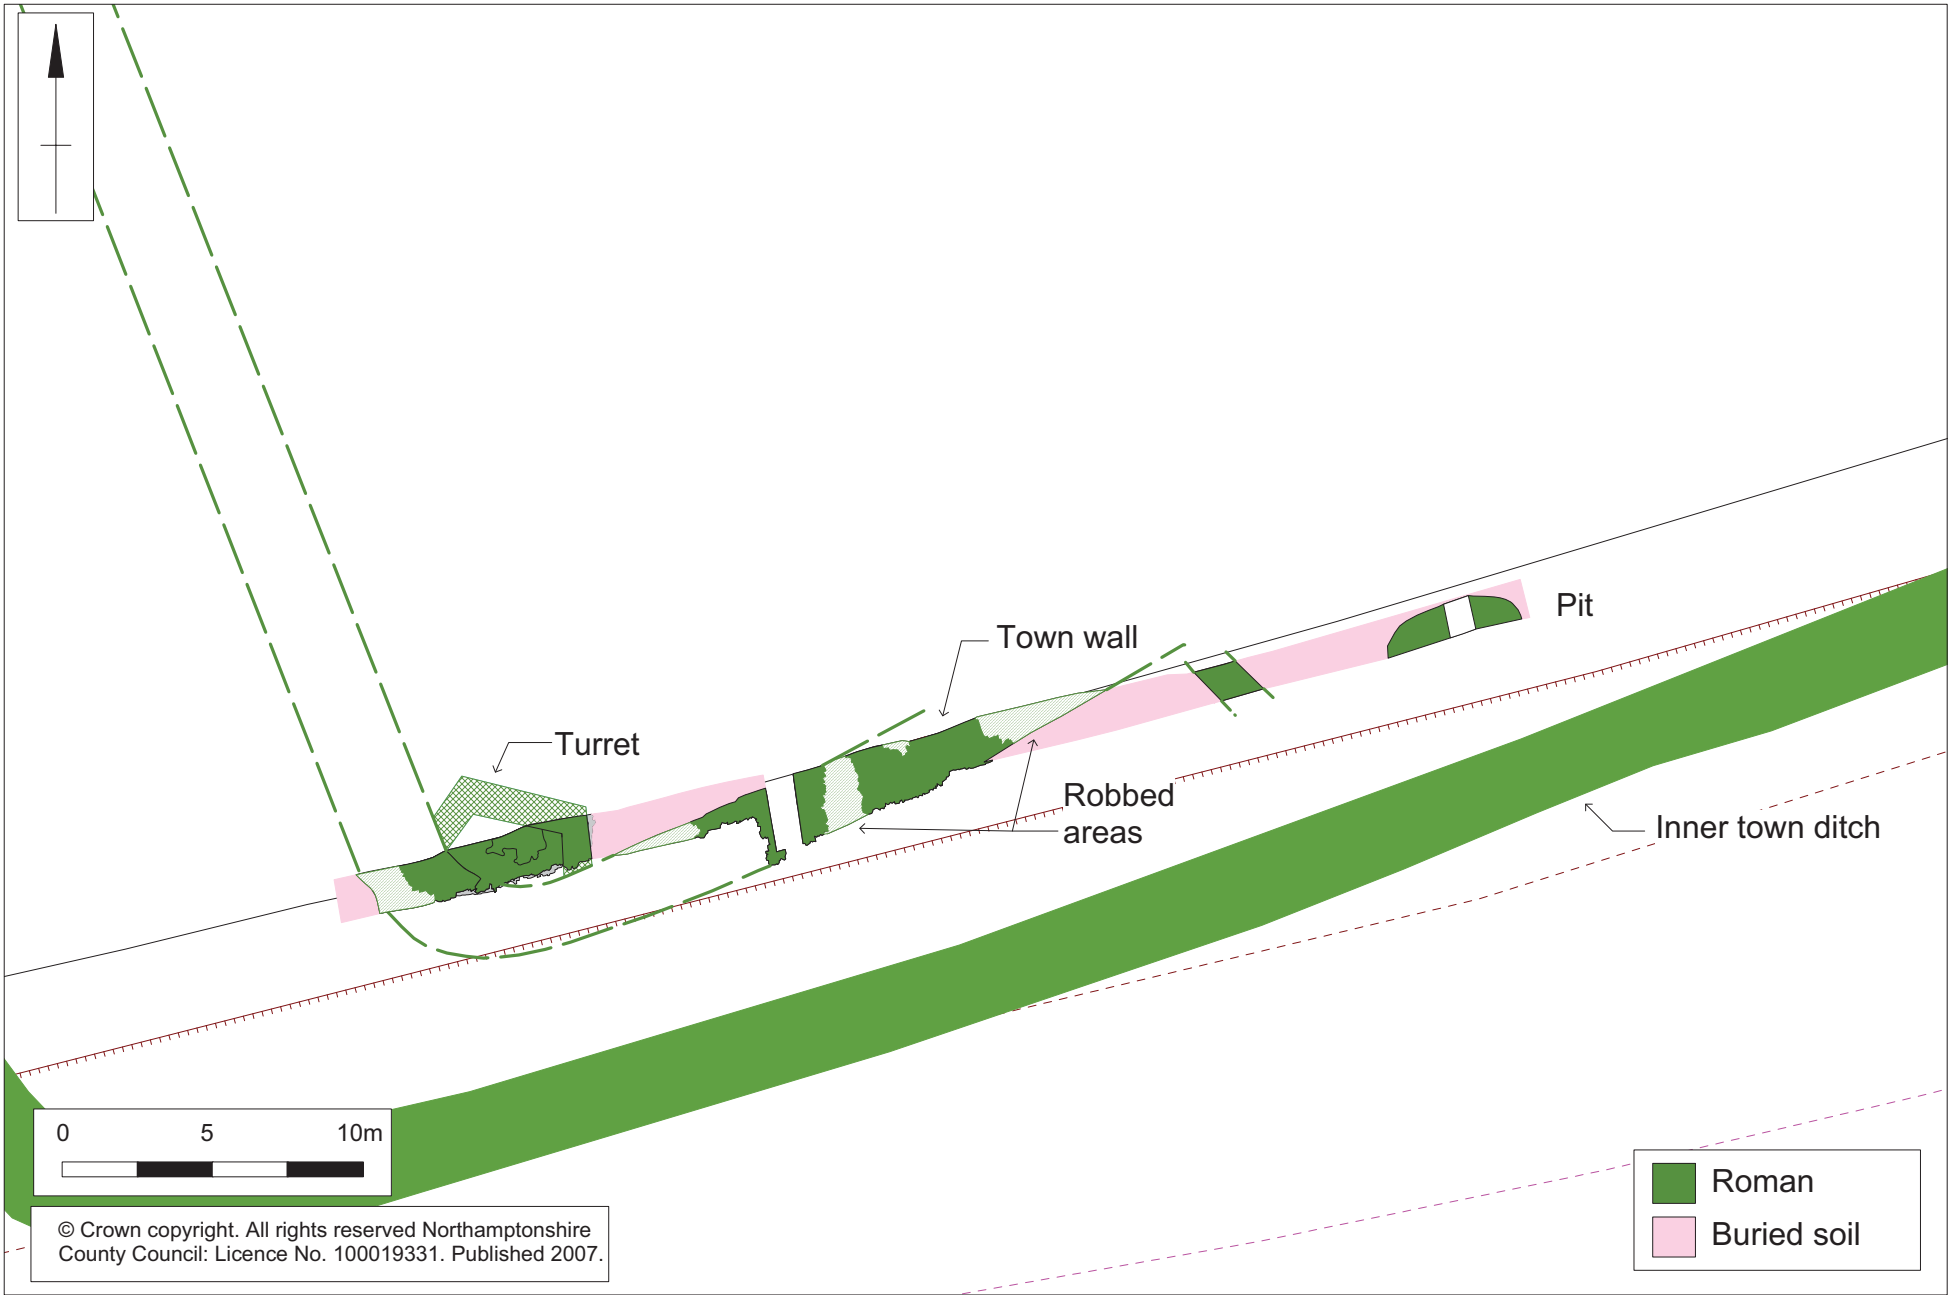 Pit
Town wall
Turret
Robbed
areas
Inner town ditch
0 5 10m
Roman
Buried soil
© Crown copyright. All rights reserved Northamptonshire
County Council: Licence No. 100019331. Published 2007.